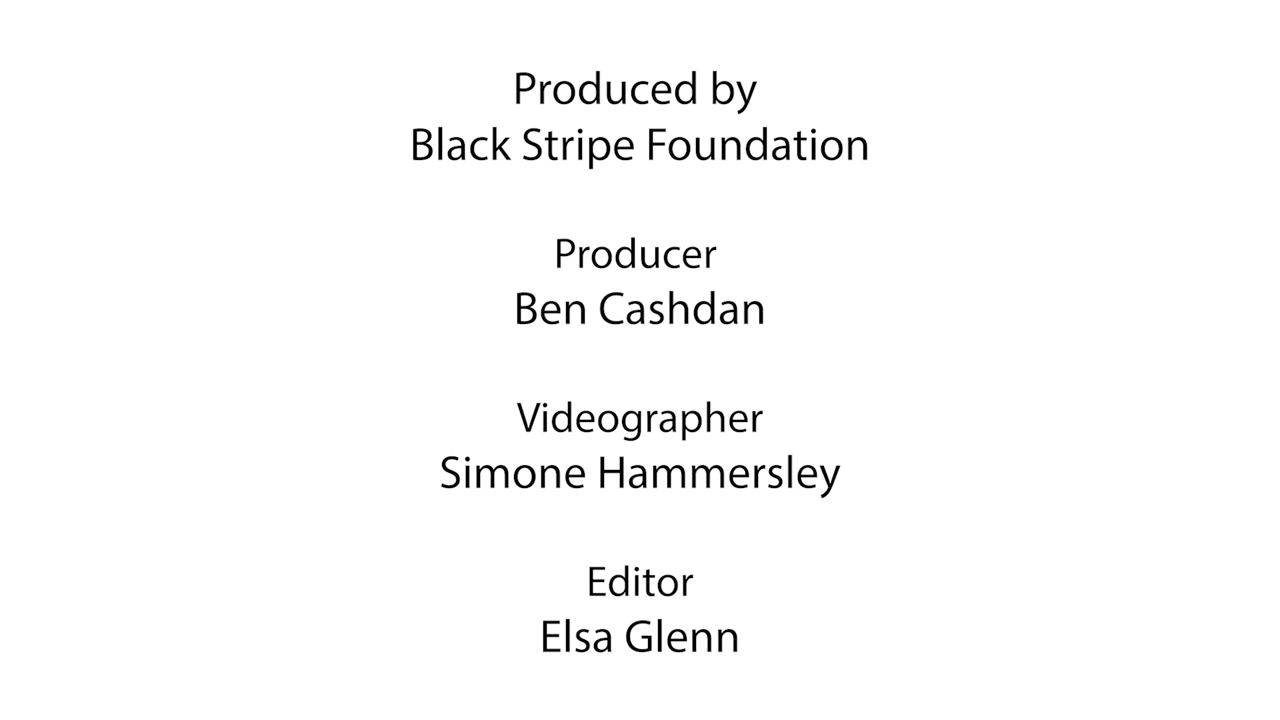 Produced by
Black Stripe Foundation
Producer
Ben Cashdan
Videographer
Simone Hammersley
Editor
Elsa Glenn